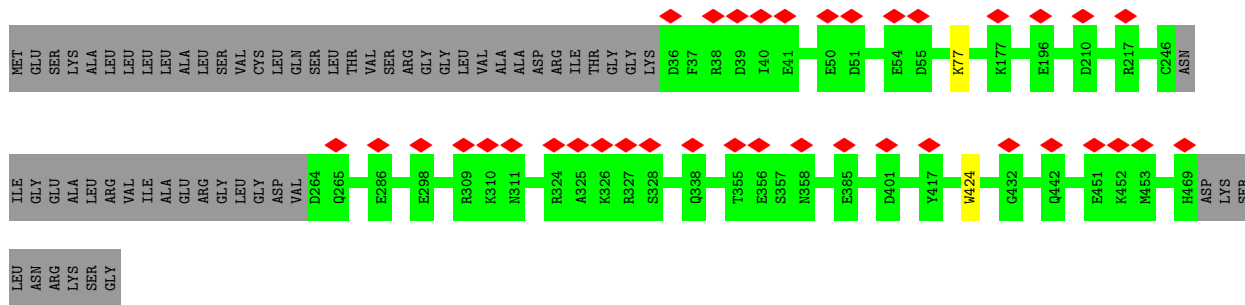 MET GLU SER LYS ALA LEU LEU LEU LEU ALA LEU SER VAL CYS LEU GLN SER LEU THR VAL SER ARG GLY GLY LEU VAL ALA ALA ASP ARG ILE THR GLY GLY LYS D36 F37 R38 D39 I40 E41 E50 D51 E54 D55 K77 K177 E196 D210 R217 C246 ASN
ILE GLY GLU ALA LEU ARG VAL ILE ALA GLU ARG GLY LEU GLY ASP VAL D264 Q265 E286 E298 R309 K310 N311 R324 A325 K326 R327 S328 Q338 T355 E356 S357 N358 E385 D401 Y417 W424 G432 Q442 E451 K452 M453 H469 ASP LYS SER
LEU ASN ARG LYS SER GLY